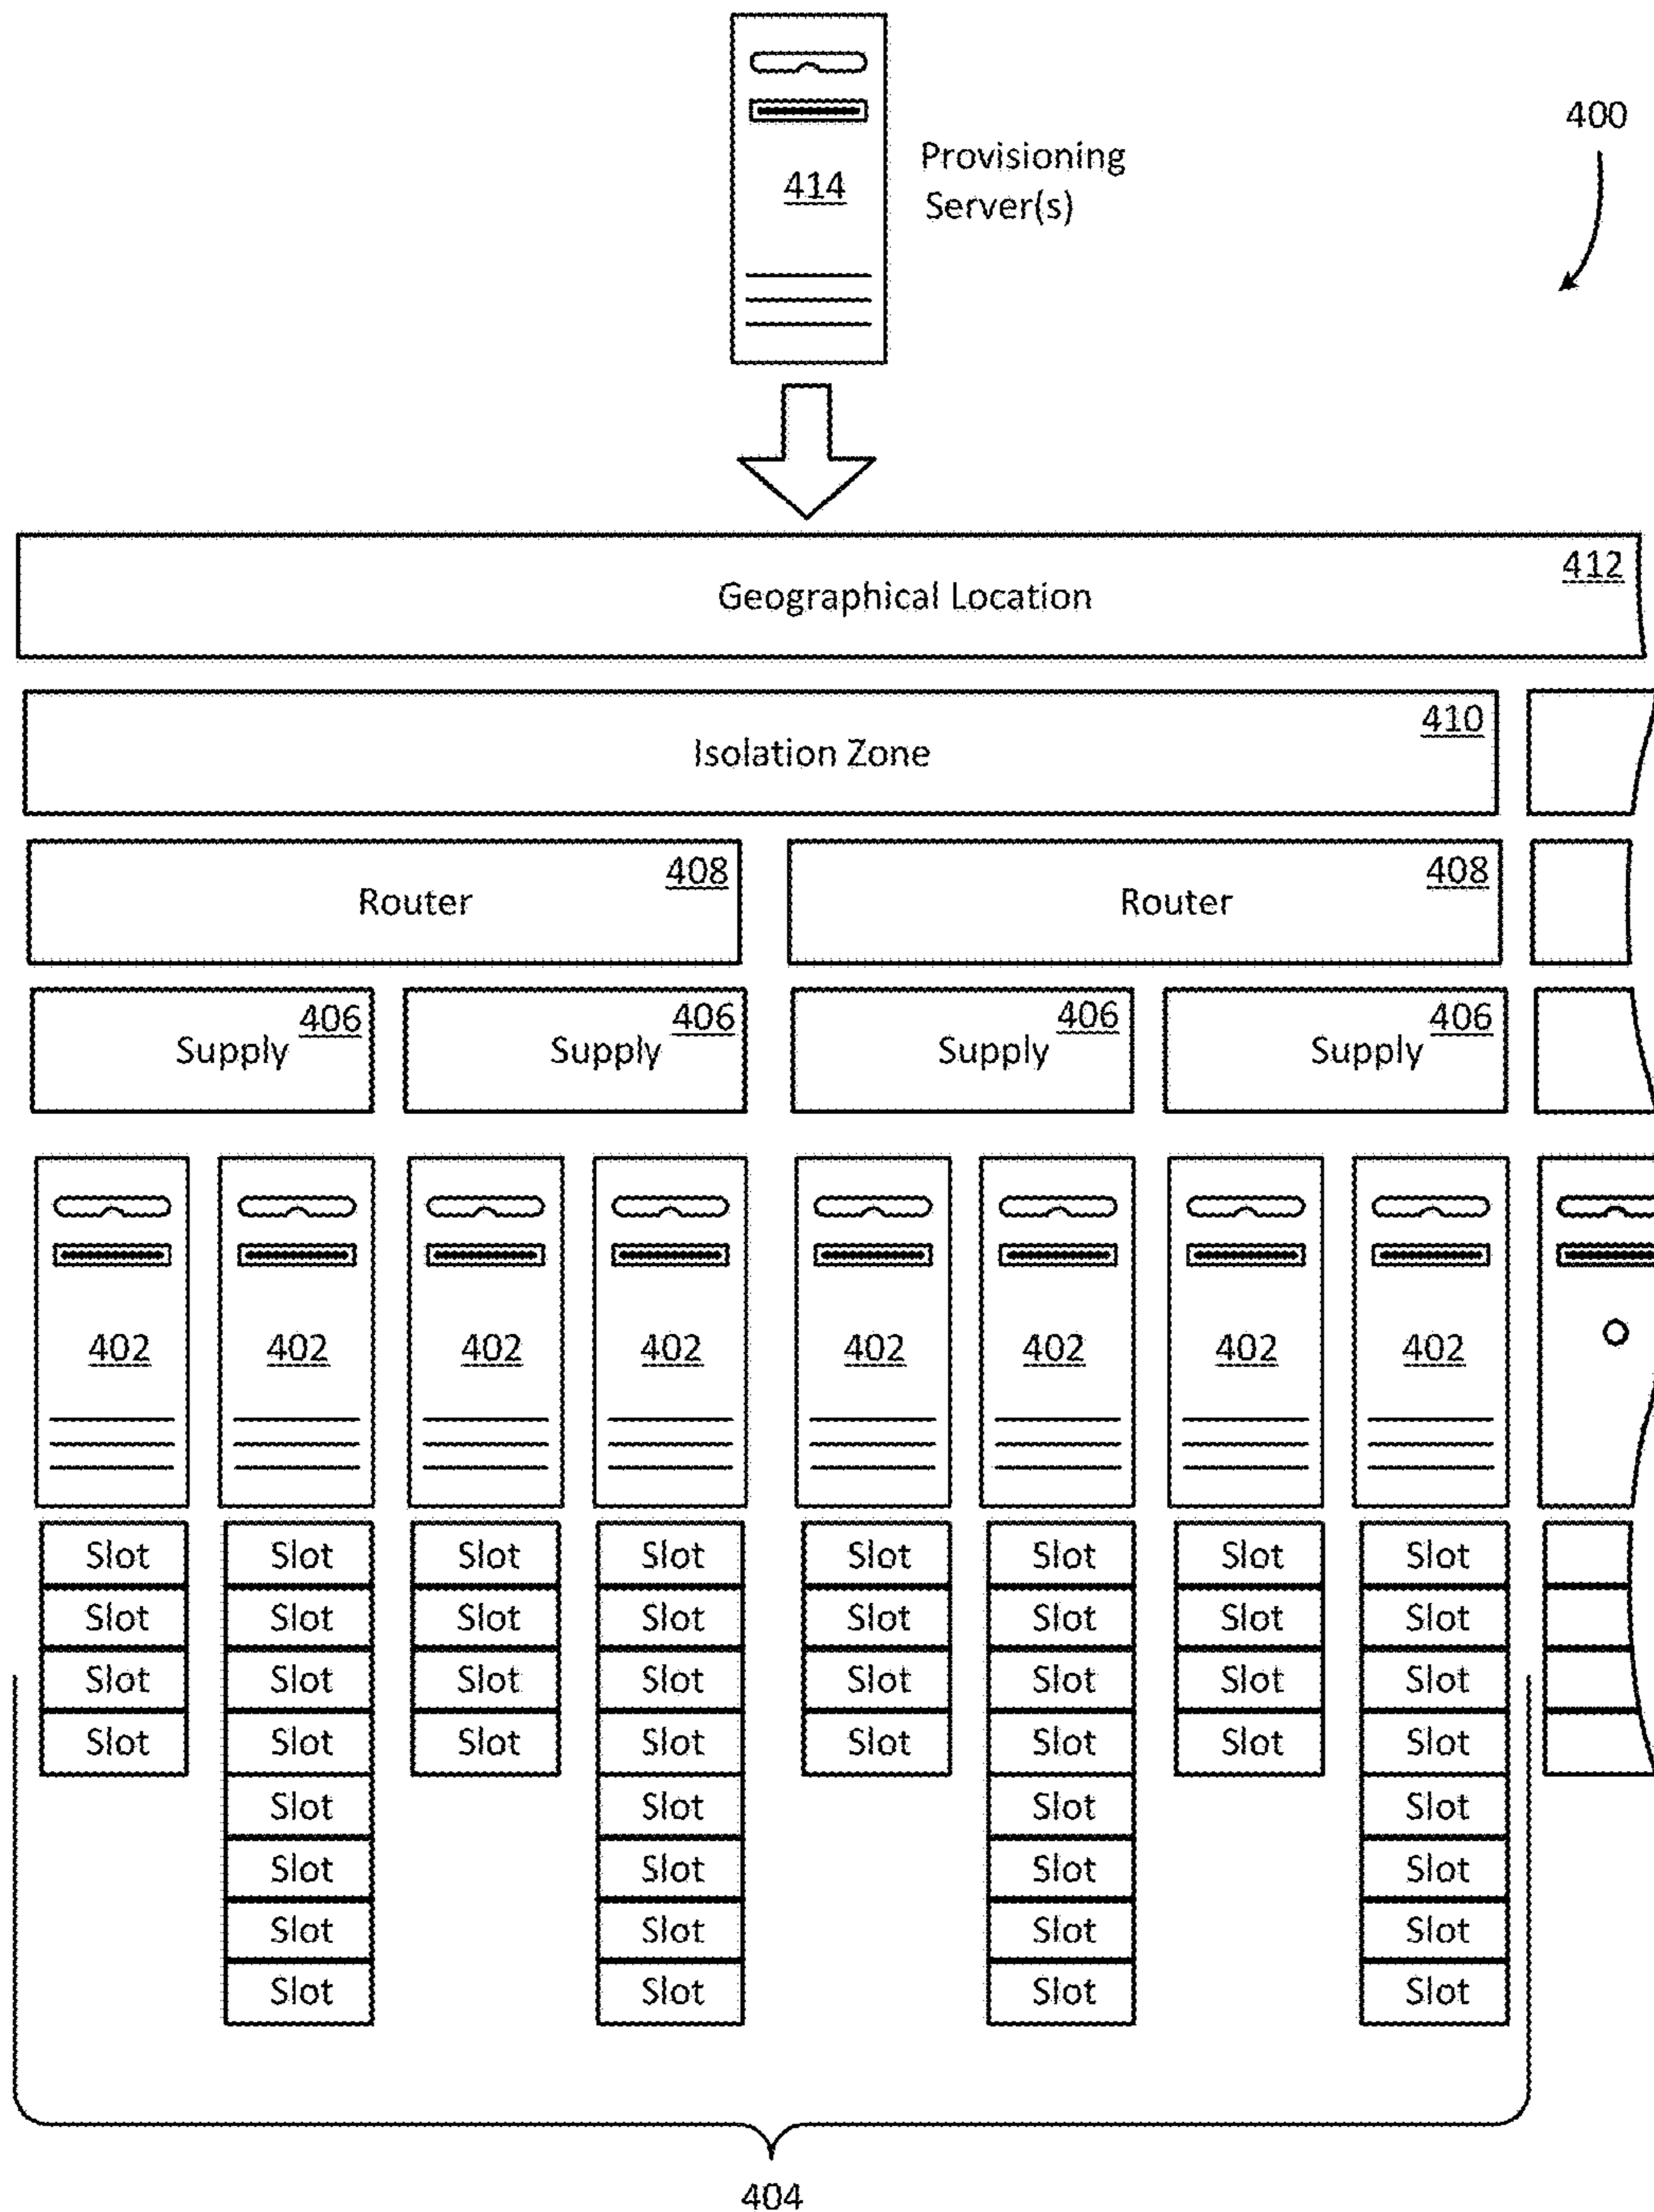 400
Provisioning
Server(s)
414
412
Geographical Location
410
Isolation Zone
408 408
Router Router
406 406 406 406
Supply Supply Supply Supply
402 402 402 402 402 402 402 402
Slot Slot Slot Slot Slot Slot Slot Slot
Slot Slot Slot Slot Slot Slot Slot Slot
Slot Slot Slot Slot Slot Slot Slot Slot
Slot Slot Slot Slot Slot Slot Slot Slot
Slot Slot Slot Slot
Slot Slot Slot Slot
Slot Slot Slot Slot
Slot Slot Slot Slot
404